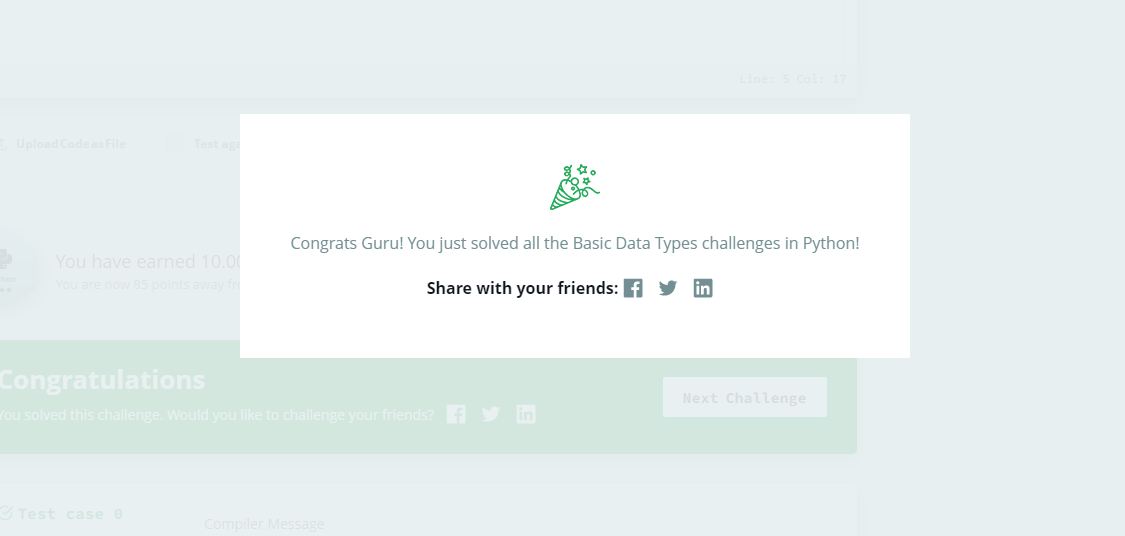 Line: 5 Col: 17
Upload Code as File
Test aga
Congrats Guru! You just solved all the Basic Data Types challenges in Python!
You have earned 10.00
You are now 85 points away fr
Share with your friends:
Congratulations
You solved this challenge. Would you like to challenge your friends?
Next Challenge
Test case 0
Compiler Message